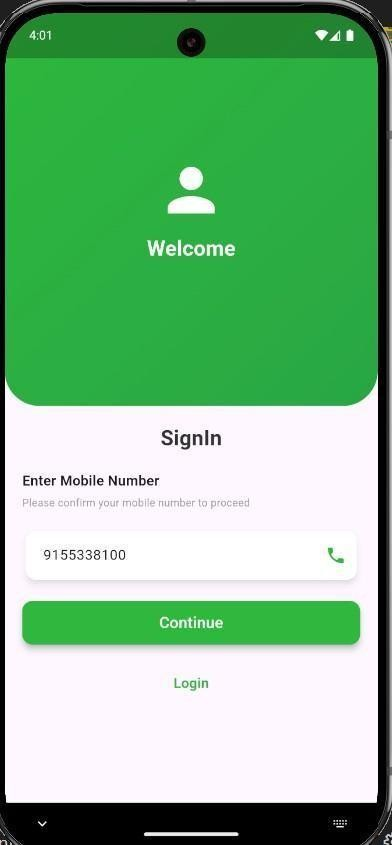 4:01
Welcome
SignIn
Enter Mobile Number
Please confirm your mobile number to proceed
9155338100
Continue
Login